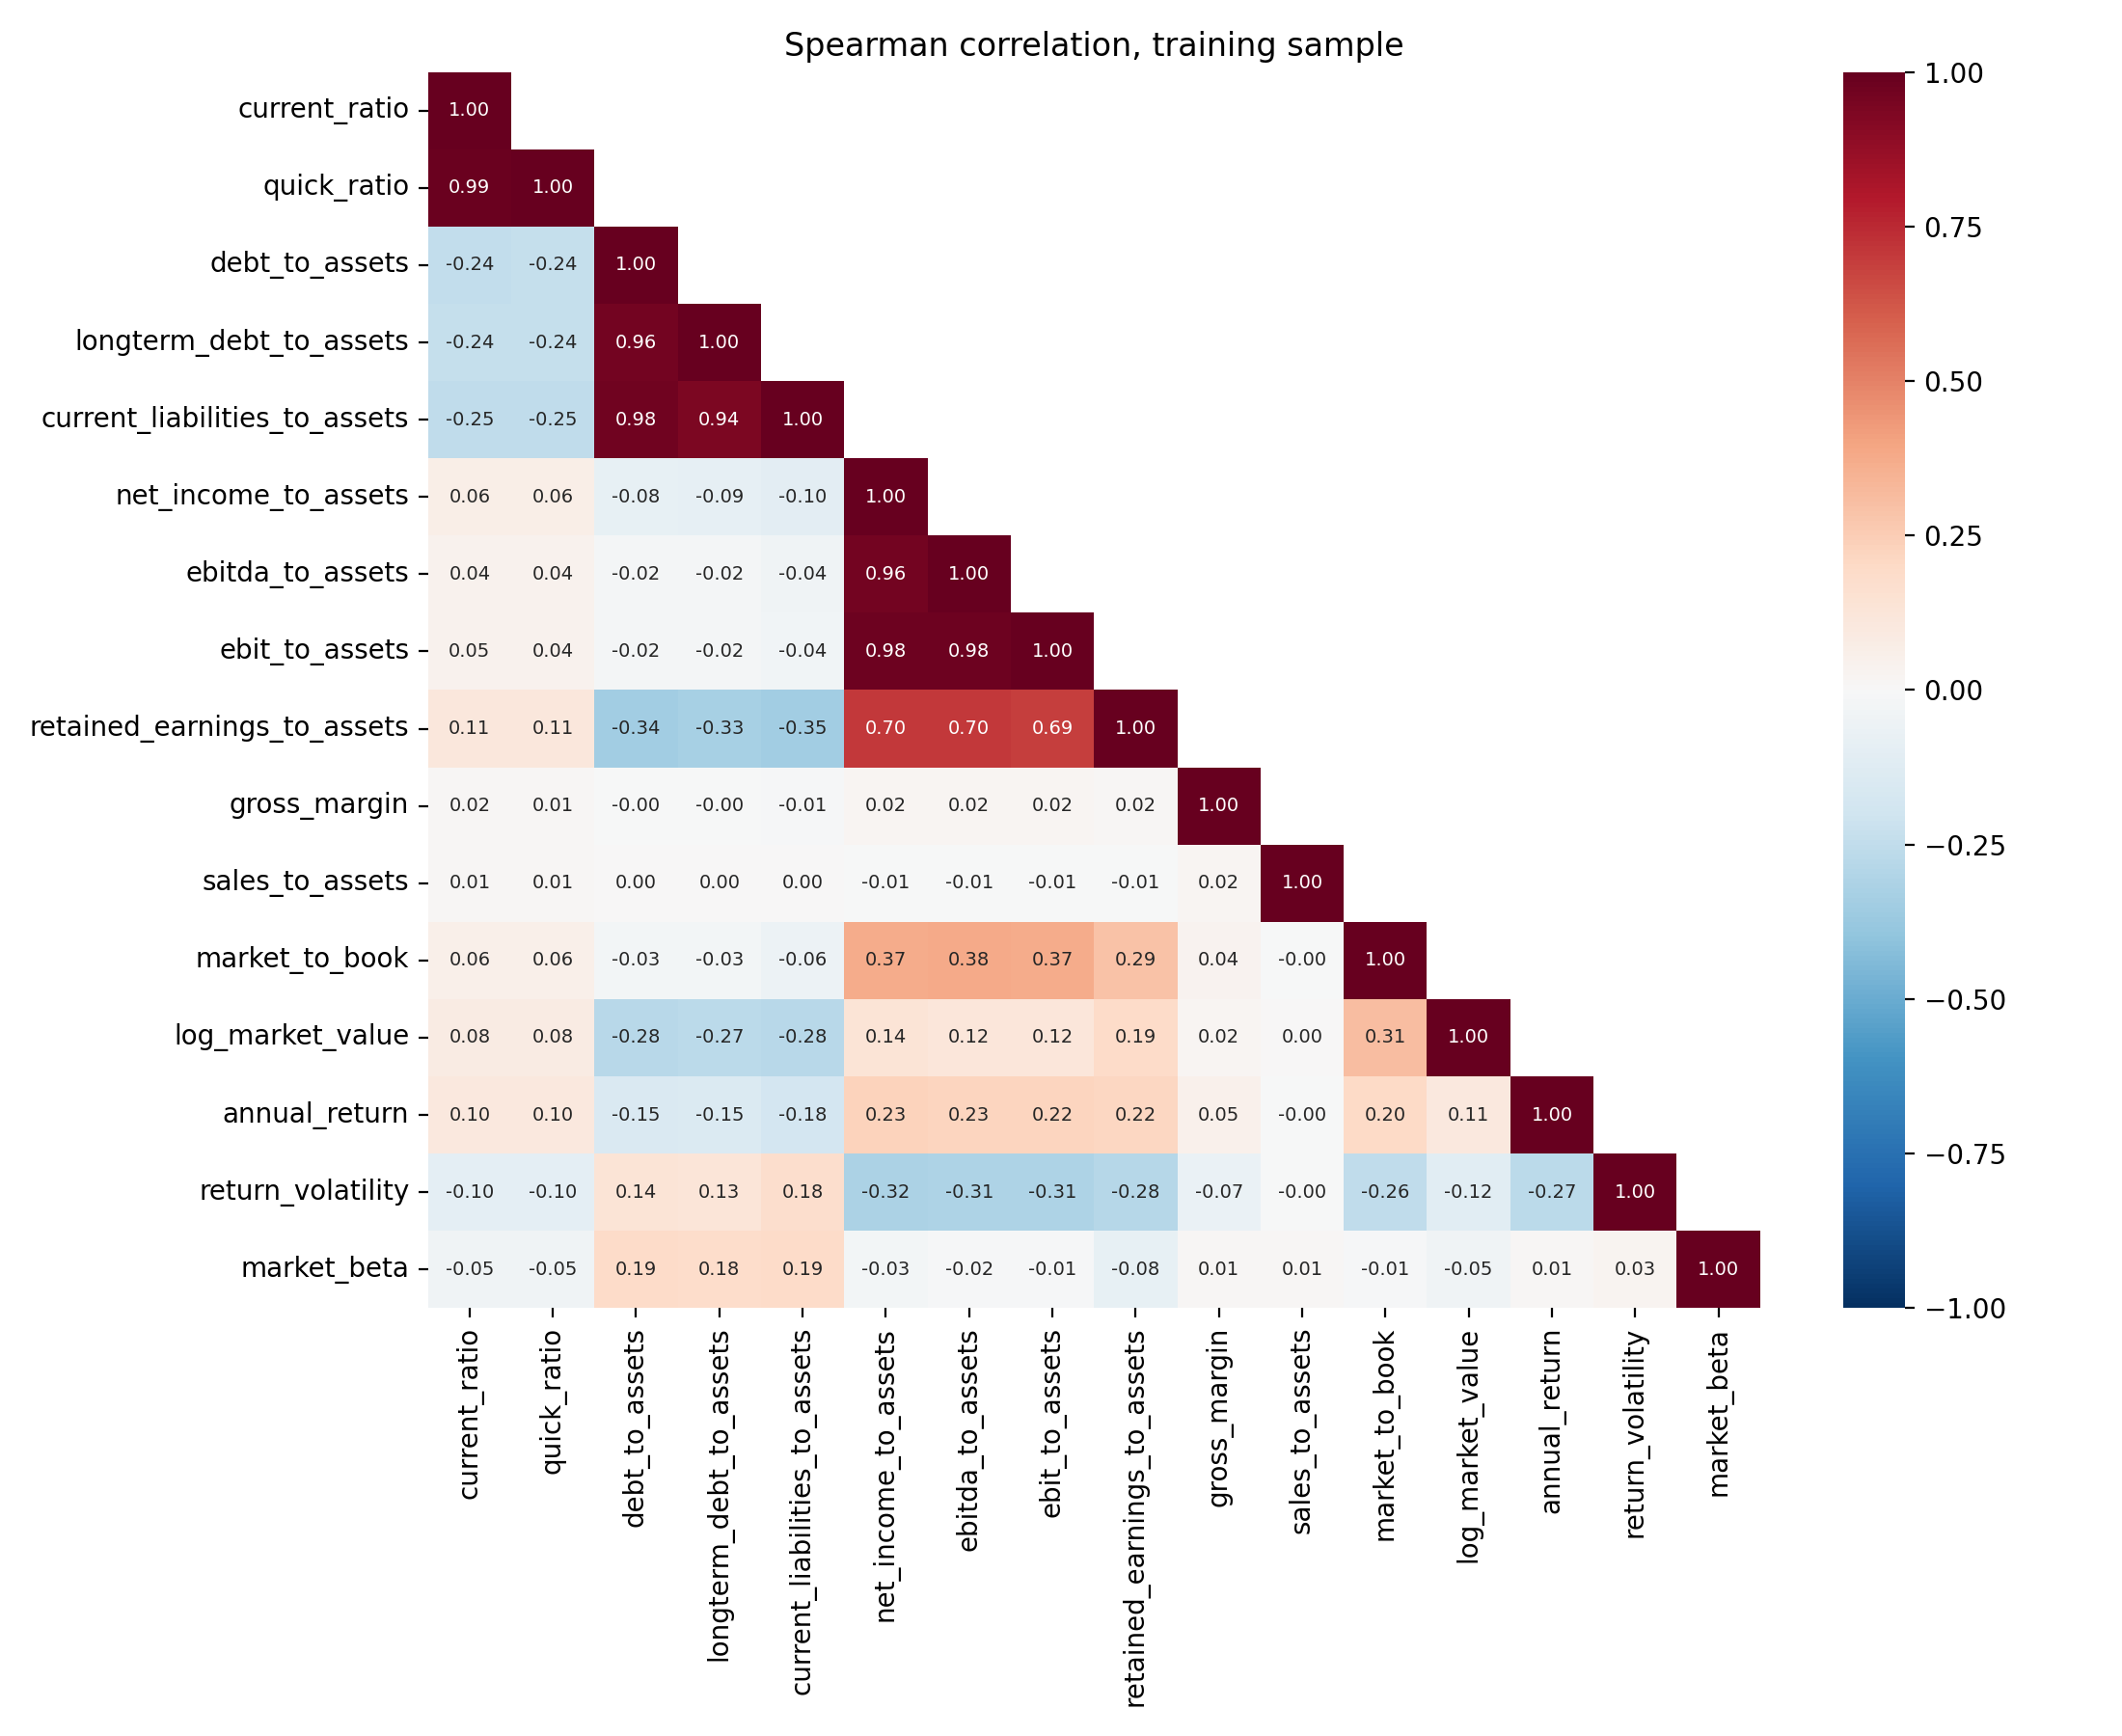 Spearman correlation, training sample
current_ratio 1.00
quick_ratio 0.99 1.00
debt_to_assets -0.24 -0.24 1.00
longterm_debt_to_assets -0.24 -0.24 0.96 1.00
current_liabilities_to_assets -0.25 -0.25 0.98 0.94 1.00
net_income_to_assets 0.06 0.06 -0.08 -0.09 -0.10 1.00
ebitda_to_assets 0.04 0.04 -0.02 -0.02 -0.04 0.96 1.00
ebit_to_assets 0.05 0.04 -0.02 -0.02 -0.04 0.98 0.98 1.00
retained_earnings_to_assets 0.11 0.11 -0.34 -0.33 -0.35 0.70 0.70 0.69 1.00
gross_margin 0.02 0.01 -0.00 -0.00 -0.01 0.02 0.02 0.02 0.02 1.00
sales_to_assets 0.01 0.01 0.00 0.00 0.00 -0.01 -0.01 -0.01 -0.01 0.02 1.00
market_to_book 0.06 0.06 -0.03 -0.03 -0.06 0.37 0.38 0.37 0.29 0.04 -0.00 1.00
log_market_value 0.08 0.08 -0.28 -0.27 -0.28 0.14 0.12 0.12 0.19 0.02 0.00 0.31 1.00
annual_return 0.10 0.10 -0.15 -0.15 -0.18 0.23 0.23 0.22 0.22 0.05 -0.00 0.20 0.11 1.00
return_volatility -0.10 -0.10 0.14 0.13 0.18 -0.32 -0.31 -0.31 -0.28 -0.07 -0.00 -0.26 -0.12 -0.27 1.00
market_beta -0.05 -0.05 0.19 0.18 0.19 -0.03 -0.02 -0.01 -0.08 0.01 0.01 -0.01 -0.05 0.01 0.03 1.00
current_ratio
quick_ratio
debt_to_assets
longterm_debt_to_assets
current_liabilities_to_assets
net_income_to_assets
ebitda_to_assets
ebit_to_assets
retained_earnings_to_assets
gross_margin
sales_to_assets
market_to_book
log_market_value
annual_return
return_volatility
market_beta
1.00
0.75
0.50
0.25
0.00
−0.25
−0.50
−0.75
−1.00